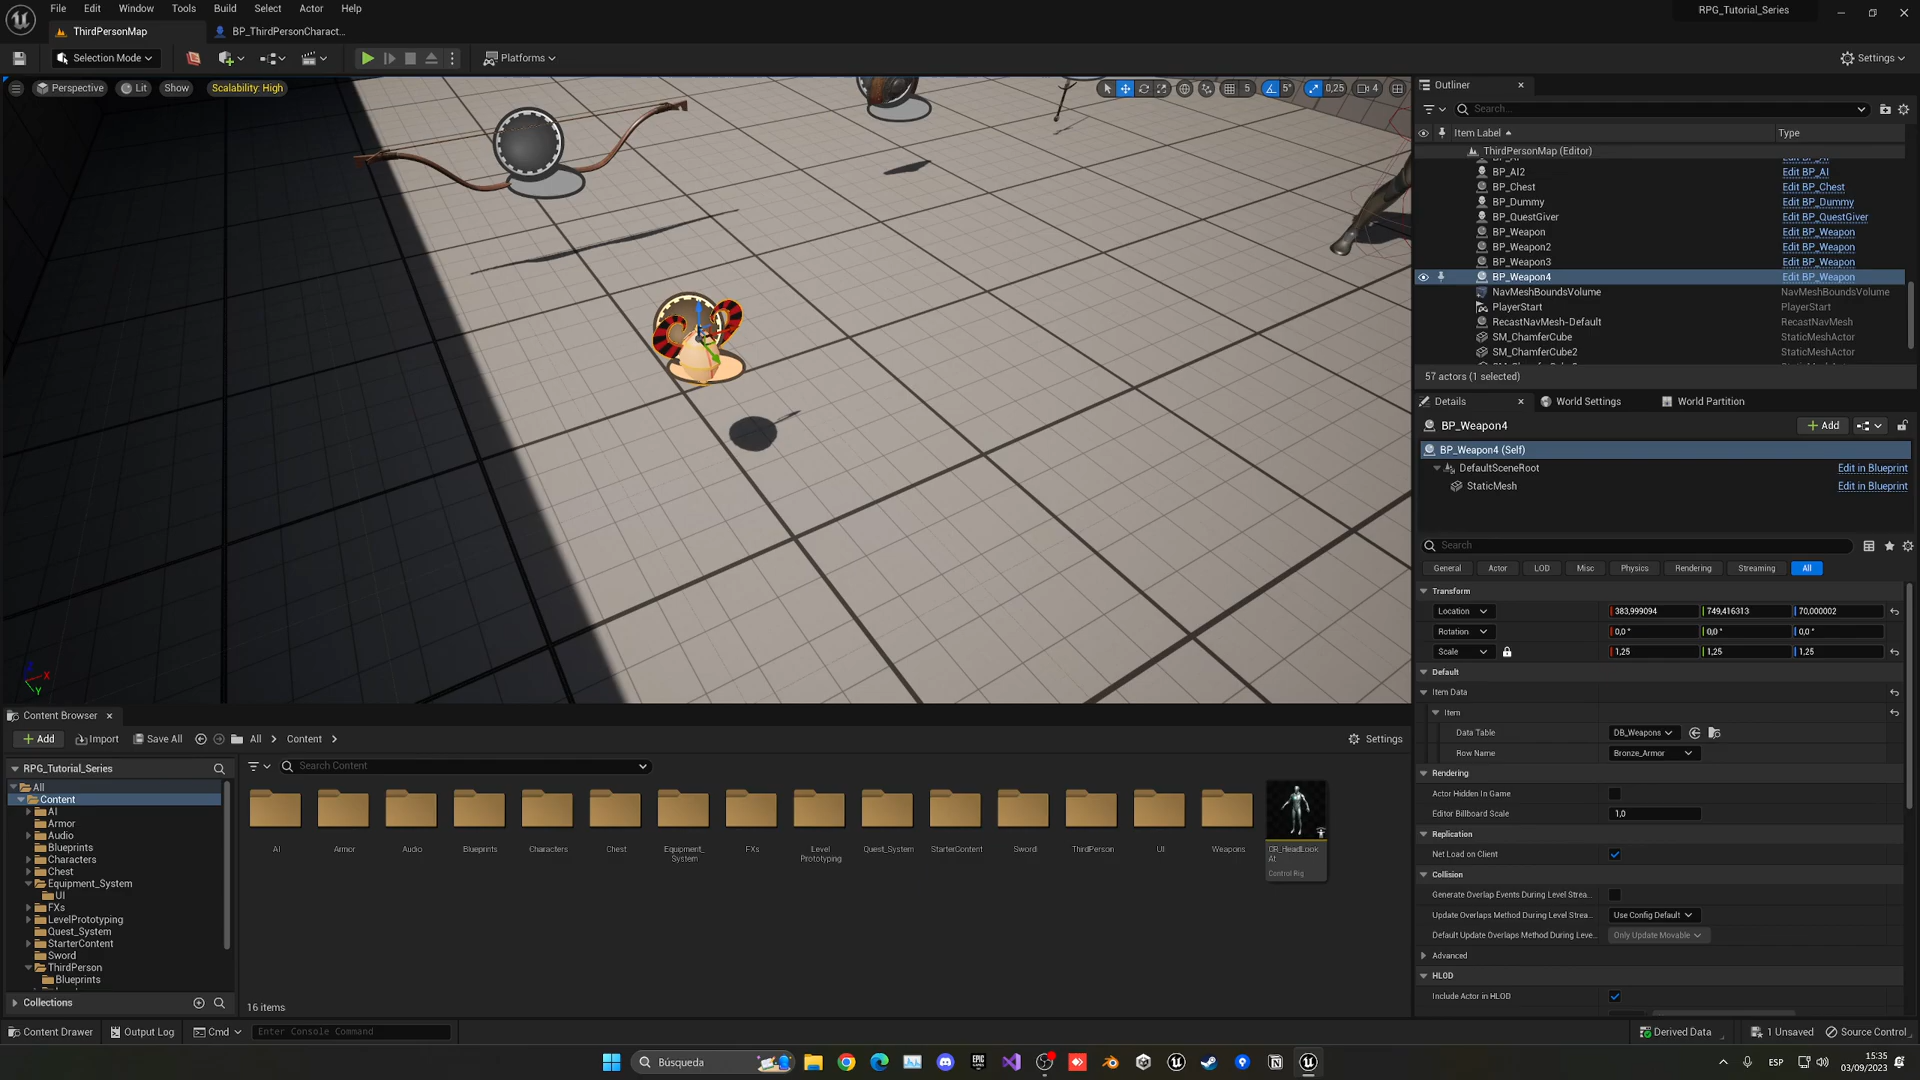 File Edit Window Tools Build Select Actor Help
RPG_Tutorial_Series
ThirdPersonMap
BP_ThirdPersonCharact...
Selection Mode
Platforms
Settings
Perspective
Lit
Show
Scalability: High
5
5°
0,25
4
Outliner
Search...
Item Label
Type
ThirdPersonMap (Editor)
BP_AI Edit BP_AI
BP_AI2 Edit BP_AI
BP_Chest Edit BP_Chest
BP_Dummy Edit BP_Dummy
BP_QuestGiver Edit BP_QuestGiver
BP_Weapon Edit BP_Weapon
BP_Weapon2 Edit BP_Weapon
BP_Weapon3 Edit BP_Weapon
BP_Weapon4 Edit BP_Weapon
NavMeshBoundsVolume NavMeshBoundsVolume
PlayerStart PlayerStart
RecastNavMesh-Default RecastNavMesh
SM_ChamferCube StaticMeshActor
SM_ChamferCube2 StaticMeshActor
57 actors (1 selected)
Details
World Settings
World Partition
BP_Weapon4
Add
BP_Weapon4 (Self)
DefaultSceneRoot Edit in Blueprint
StaticMesh Edit in Blueprint
Search
General Actor LOD Misc Physics Rendering Streaming All
Transform
Location 383,999094 749,416313 70,000002
Rotation 0,0 ° 0,0 ° 0,0 °
Scale 1,25 1,25 1,25
Default
Item Data
Item
Data Table DB_Weapons
Row Name Bronze_Armor
Rendering
Actor Hidden In Game
Editor Billboard Scale 1,0
Replication
Net Load on Client
Collision
Generate Overlap Events During Level Strea...
Update Overlaps Method During Level Strea... Use Config Default
Default Update Overlaps Method During Leve... Only Update Movable
Advanced
HLOD
Include Actor in HLOD
X
Y
Content Browser
Add
Import
Save All
All
Content
Settings
RPG_Tutorial_Series
Search Content
All
Content
AI
Armor
Audio
Blueprints
Characters
Chest
Equipment_System
UI
FXs
LevelPrototyping
Quest_System
StarterContent
Sword
ThirdPerson
Blueprints
Collections
AI
Armor
Audio
Blueprints
Characters
Chest
Equipment_
System
FXs
Level
Prototyping
Quest_System
StarterContent
Sword
ThirdPerson
UI
Weapons
CR_HeadLook
At
Control Rig
16 items
Content Drawer
Output Log
Cmd
Enter Console Command
Derived Data
1 Unsaved
Source Control
Búsqueda
EPIC
GAMES
ESP
15:35
03/09/2023